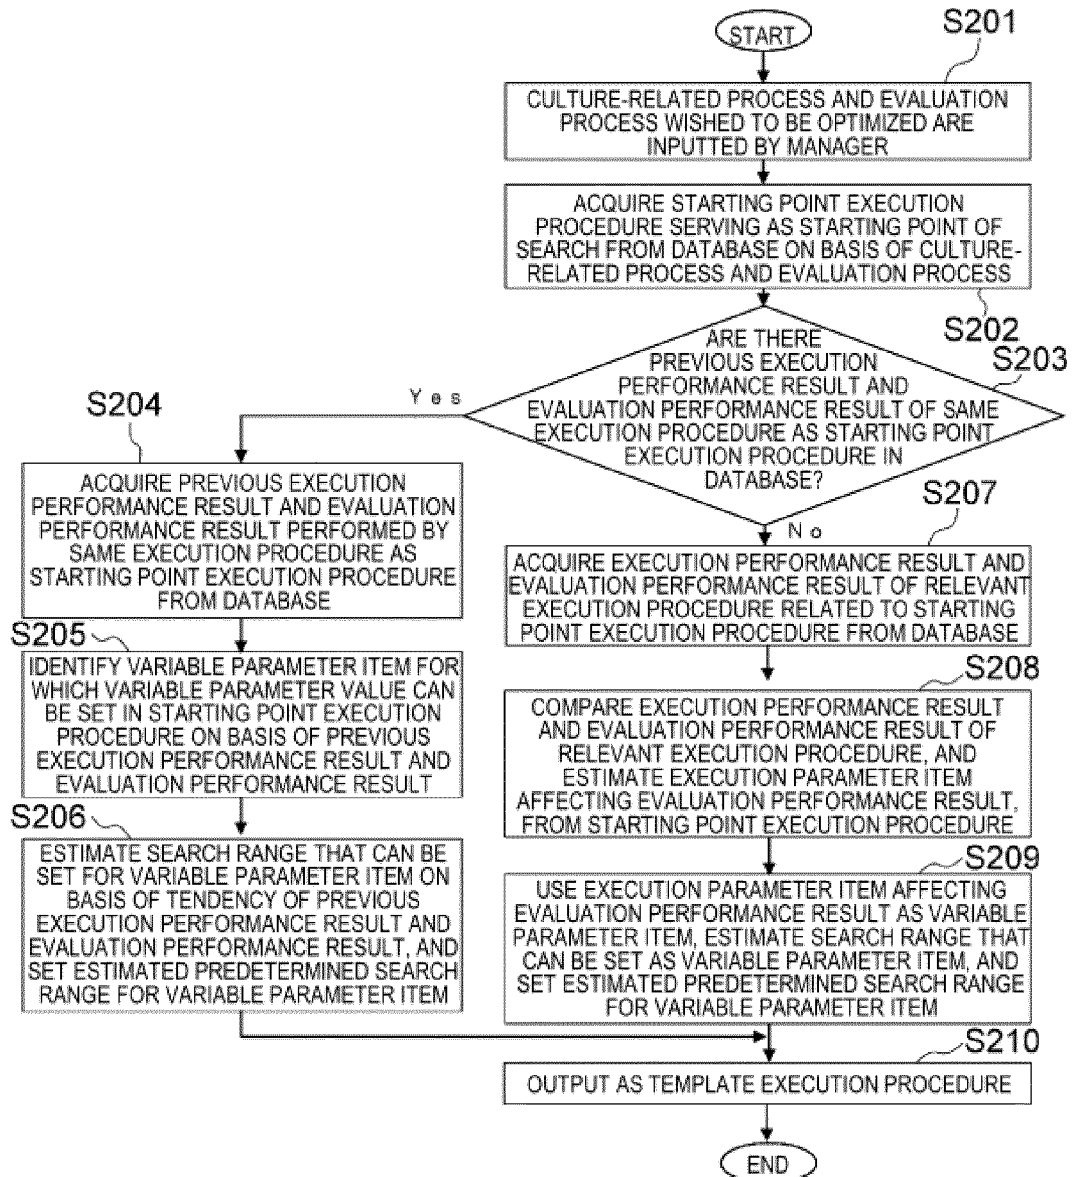 START
S201
CULTURE-RELATED PROCESS AND EVALUATION
PROCESS WISHED TO BE OPTIMIZED ARE
INPUTTED BY MANAGER
ACQUIRE STARTING POINT EXECUTION
PROCEDURE SERVING AS STARTING POINT OF
SEARCH FROM DATABASE ON BASIS OF CULTURE-
RELATED PROCESS AND EVALUATION PROCESS
S202
ARE THERE
PREVIOUS EXECUTION
PERFORMANCE RESULT AND
EVALUATION PERFORMANCE RESULT OF SAME
EXECUTION PROCEDURE AS STARTING POINT
EXECUTION PROCEDURE IN
DATABASE?
S203
Yes
S204
ACQUIRE PREVIOUS EXECUTION
PERFORMANCE RESULT AND EVALUATION
PERFORMANCE RESULT PERFORMED BY
SAME EXECUTION PROCEDURE AS
STARTING POINT EXECUTION PROCEDURE
FROM DATABASE
S205
IDENTIFY VARIABLE PARAMETER ITEM FOR
WHICH VARIABLE PARAMETER VALUE CAN
BE SET IN STARTING POINT EXECUTION
PROCEDURE ON BASIS OF PREVIOUS
EXECUTION PERFORMANCE RESULT AND
EVALUATION PERFORMANCE RESULT
S206
ESTIMATE SEARCH RANGE THAT CAN BE
SET FOR VARIABLE PARAMETER ITEM ON
BASIS OF TENDENCY OF PREVIOUS
EXECUTION PERFORMANCE RESULT AND
EVALUATION PERFORMANCE RESULT, AND
SET ESTIMATED PREDETERMINED SEARCH
RANGE FOR VARIABLE PARAMETER ITEM
No
S207
ACQUIRE EXECUTION PERFORMANCE RESULT AND
EVALUATION PERFORMANCE RESULT OF RELEVANT
EXECUTION PROCEDURE RELATED TO STARTING
POINT EXECUTION PROCEDURE FROM DATABASE
S208
COMPARE EXECUTION PERFORMANCE RESULT
AND EVALUATION PERFORMANCE RESULT OF
RELEVANT EXECUTION PROCEDURE, AND
ESTIMATE EXECUTION PARAMETER ITEM
AFFECTING EVALUATION PERFORMANCE RESULT,
FROM STARTING POINT EXECUTION PROCEDURE
S209
USE EXECUTION PARAMETER ITEM AFFECTING
EVALUATION PERFORMANCE RESULT AS VARIABLE
PARAMETER ITEM, ESTIMATE SEARCH RANGE THAT
CAN BE SET AS VARIABLE PARAMETER ITEM, AND
SET ESTIMATED PREDETERMINED SEARCH RANGE
FOR VARIABLE PARAMETER ITEM
S210
OUTPUT AS TEMPLATE EXECUTION PROCEDURE
END